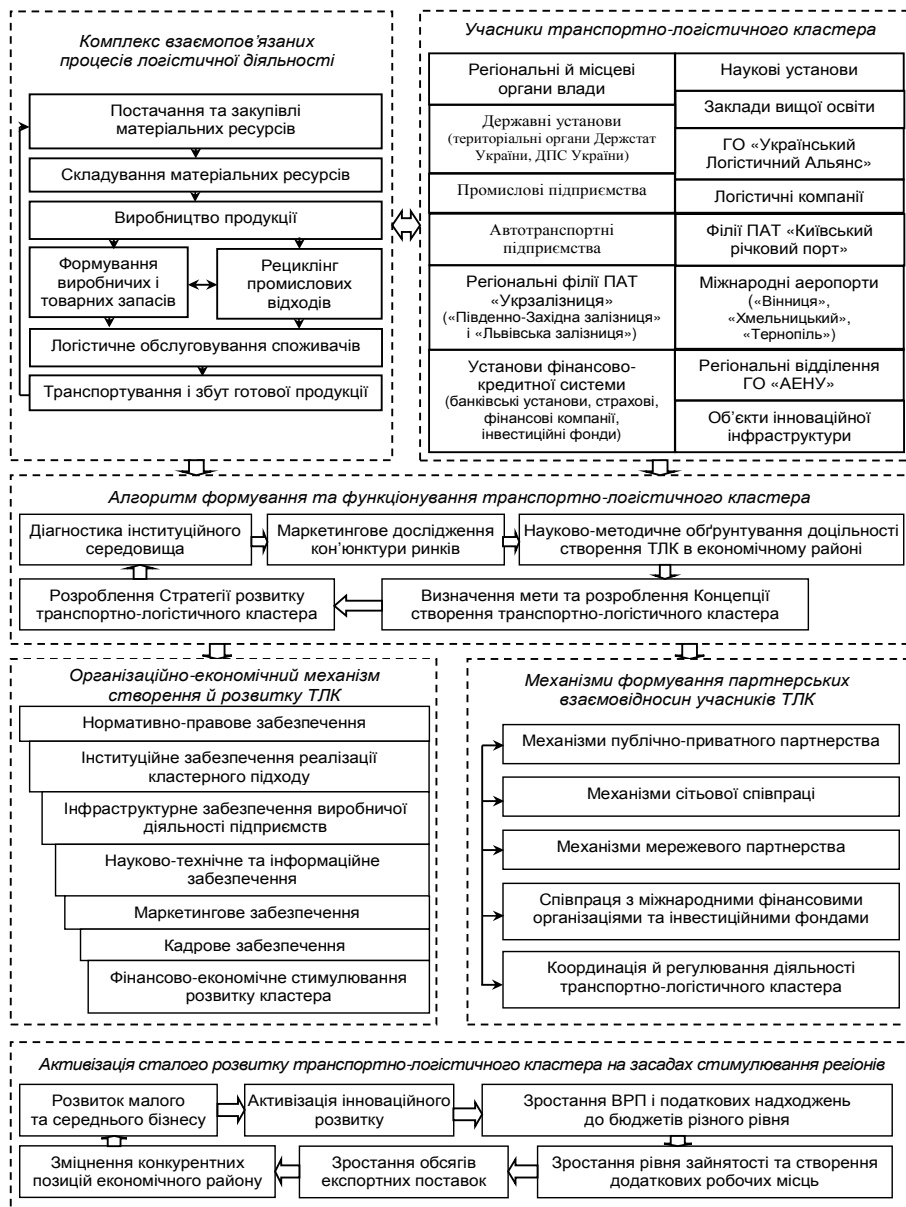 Комплекс взаємопов’язаних
процесів логістичної діяльності
Постачання та закупівлі
матеріальних ресурсів
Складування матеріальних ресурсів
Виробництво продукції
Формування
виробничих і
товарних запасів
Рециклінг
промислових
відходів
Логістичне обслуговування споживачів
Транспортування і збут готової продукції
Учасники транспортно-логістичного кластера
Регіональні й місцеві
органи влади
Державні установи
(територіальні органи Держстат
України, ДПС України)
Промислові підприємства
Автотранспортні
підприємства
Регіональні філії ПАТ
«Укрзалізниця»
(«Південно-Західна залізниця»
і «Львівська залізниця»)
Установи фінансово-
кредитної системи
(банківські установи, страхові,
фінансові компанії,
інвестиційні фонди)
Наукові установи
Заклади вищої освіти
ГО «Український
Логістичний Альянс»
Логістичні компанії
Філії ПАТ «Київський
річковий порт»
Міжнародні аеропорти
(«Вінниця»,
«Хмельницький»,
«Тернопіль»)
Регіональні відділення
ГО «АЕНУ»
Об’єкти інноваційної
інфраструктури
Алгоритм формування та функціонування транспортно-логістичного кластера
Діагностика інституційного
середовища
Маркетингове дослідження
кон’юнктури ринків
Науково-методичне обґрунтування доцільності
створення ТЛК в економічному районі
Розроблення Стратегії розвитку
транспортно-логістичного кластера
Визначення мети та розроблення Концепції
створення транспортно-логістичного кластера
Організаційно-економічний механізм
створення й розвитку ТЛК
Нормативно-правове забезпечення
Інституційне забезпечення реалізації
кластерного підходу
Інфраструктурне забезпечення виробничої
діяльності підприємств
Науково-технічне та інформаційне
забезпечення
Маркетингове забезпечення
Кадрове забезпечення
Фінансово-економічне стимулювання
розвитку кластера
Механізми формування партнерських
взаємовідносин учасників ТЛК
Механізми публічно-приватного партнерства
Механізми сітьової співпраці
Механізми мережевого партнерства
Співпраця з міжнародними фінансовими
організаціями та інвестиційними фондами
Координація й регулювання діяльності
транспортно-логістичного кластера
Активізація сталого розвитку транспортно-логістичного кластера на засадах стимулювання регіонів
Розвиток малого
та середнього бізнесу
Активізація інноваційного
розвитку
Зростання ВРП і податкових надходжень
до бюджетів різного рівня
Зміцнення конкурентних
позицій економічного району
Зростання обсягів
експортних поставок
Зростання рівня зайнятості та створення
додаткових робочих місць